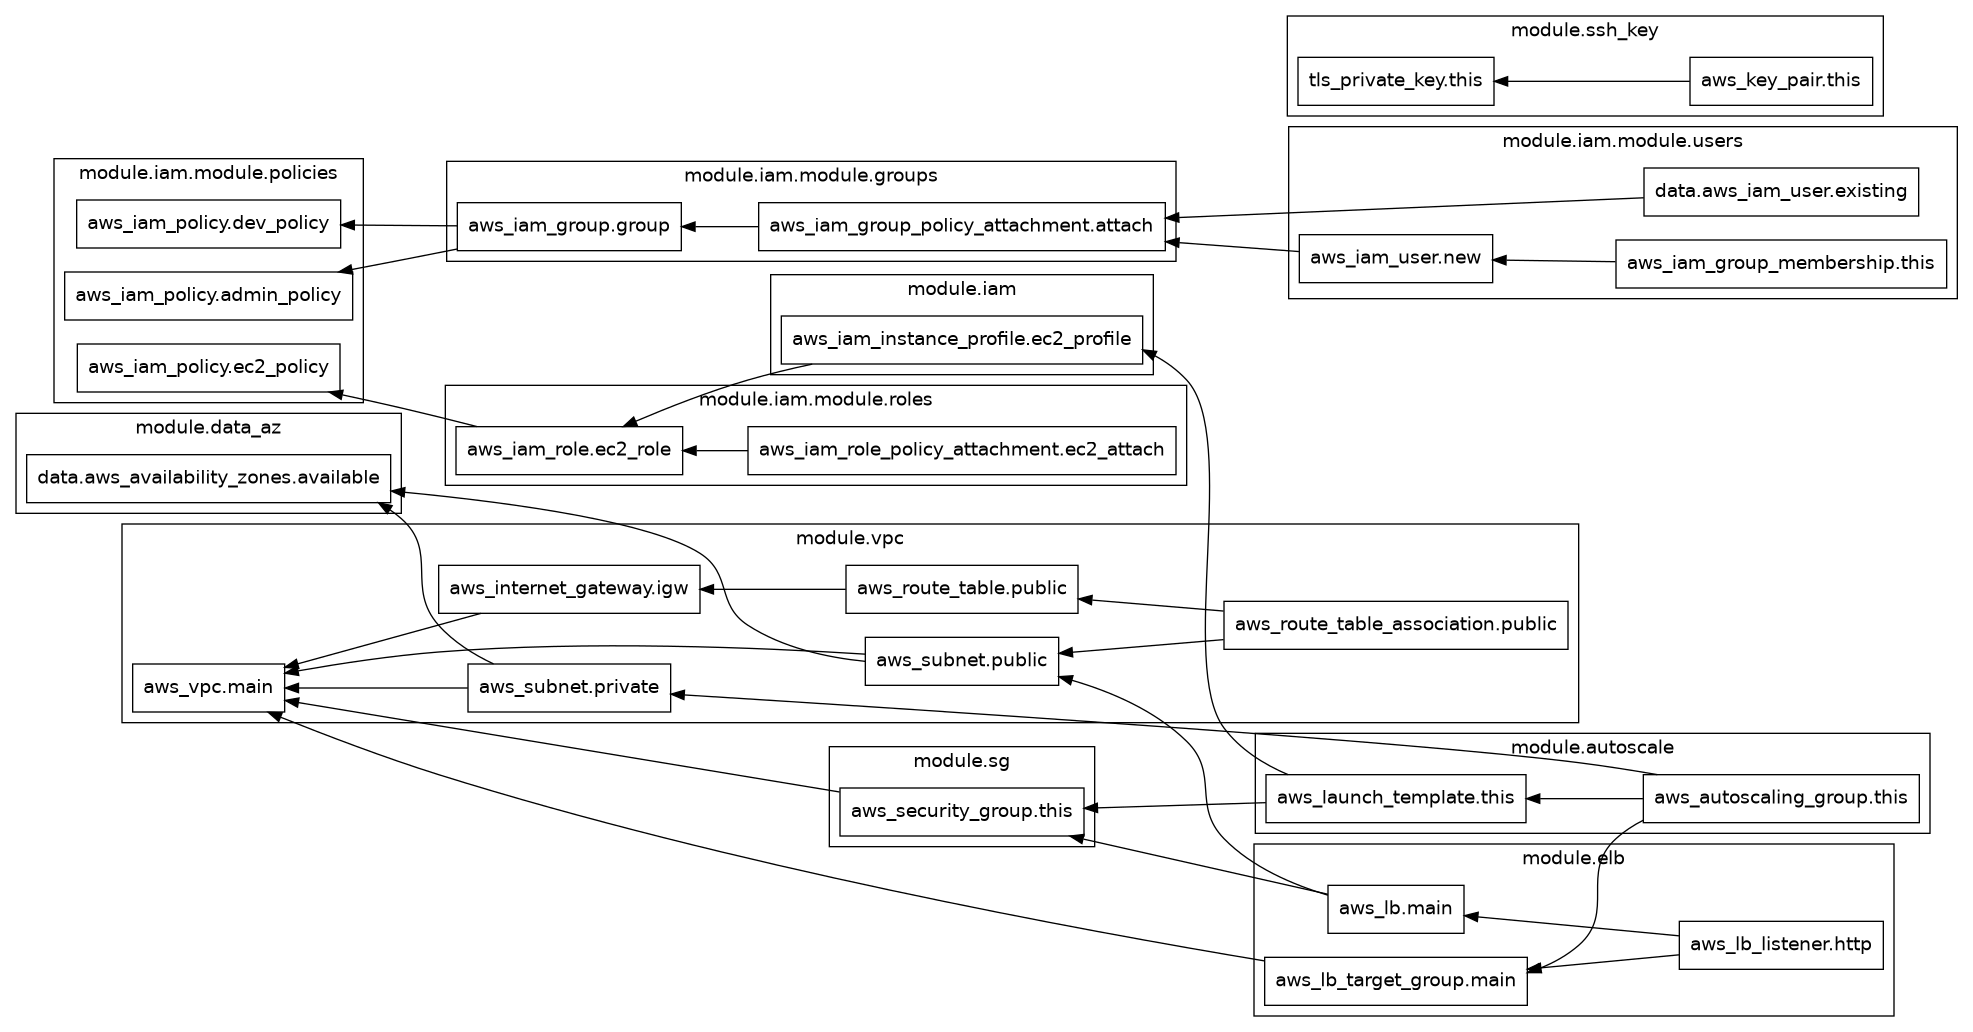 module.ssh_key
tls_private_key.this
aws_key_pair.this
module.iam.module.users
data.aws_iam_user.existing
aws_iam_user.new
aws_iam_group_membership.this
module.iam.module.policies
aws_iam_policy.dev_policy
aws_iam_policy.admin_policy
aws_iam_policy.ec2_policy
module.iam.module.groups
aws_iam_group.group
aws_iam_group_policy_attachment.attach
module.iam
aws_iam_instance_profile.ec2_profile
module.iam.module.roles
aws_iam_role.ec2_role
aws_iam_role_policy_attachment.ec2_attach
module.data_az
data.aws_availability_zones.available
module.vpc
aws_internet_gateway.igw
aws_route_table.public
aws_route_table_association.public
aws_subnet.public
aws_vpc.main
aws_subnet.private
module.sg
aws_security_group.this
module.autoscale
aws_launch_template.this
aws_autoscaling_group.this
module.elb
aws_lb.main
aws_lb_listener.http
aws_lb_target_group.main